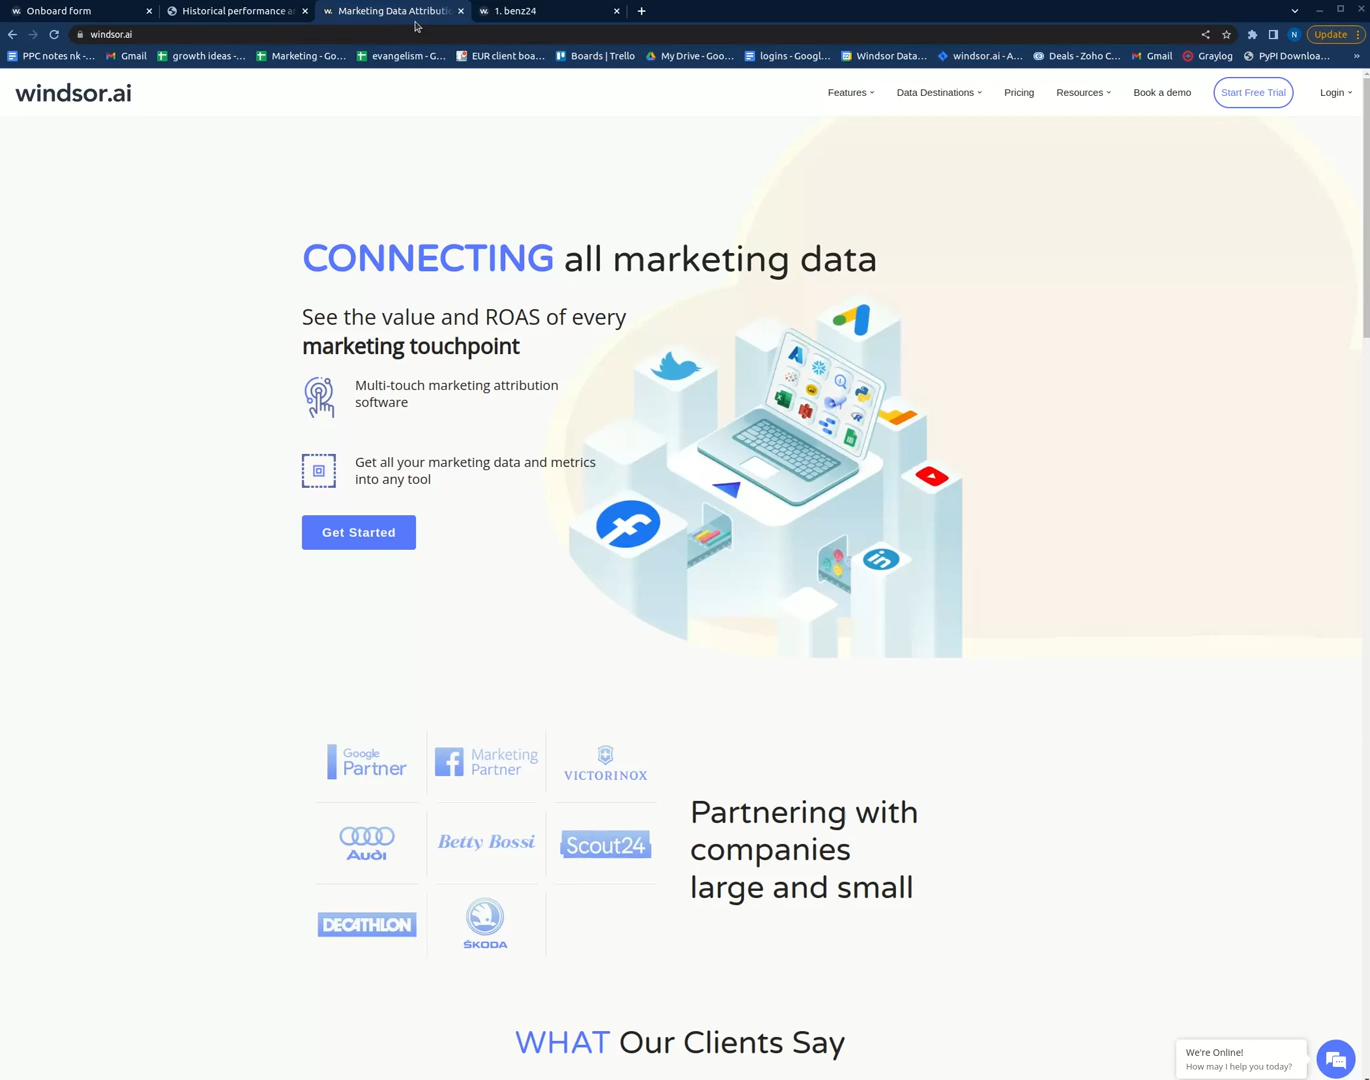 Onboard form
Historical performance a
Marketing Data Attributi
1. benz24
windsor.ai
Update
PPC notes nk -...
Gmail
growth ideas -...
Marketing - Go...
evangelism - G...
EUR client boa...
Boards | Trello
My Drive - Goo...
logins - Googl...
Windsor Data...
windsor.ai - A...
Deals - Zoho C...
Gmail
Graylog
PyPI Downloa...
windsor.ai
Features
Data Destinations
Pricing
Resources
Book a demo
Start Free Trial
Login
CONNECTING all marketing data
See the value and ROAS of every
marketing touchpoint
Multi-touch marketing attribution
software
Get all your marketing data and metrics
into any tool
Get Started
Google
Partner
Marketing
Partner
VICTORINOX
Audi
Betty Bossi
Scout24
DECATHLON
ŠKODA
Partnering with
companies
large and small
WHAT Our Clients Say
We're Online!
How may I help you today?